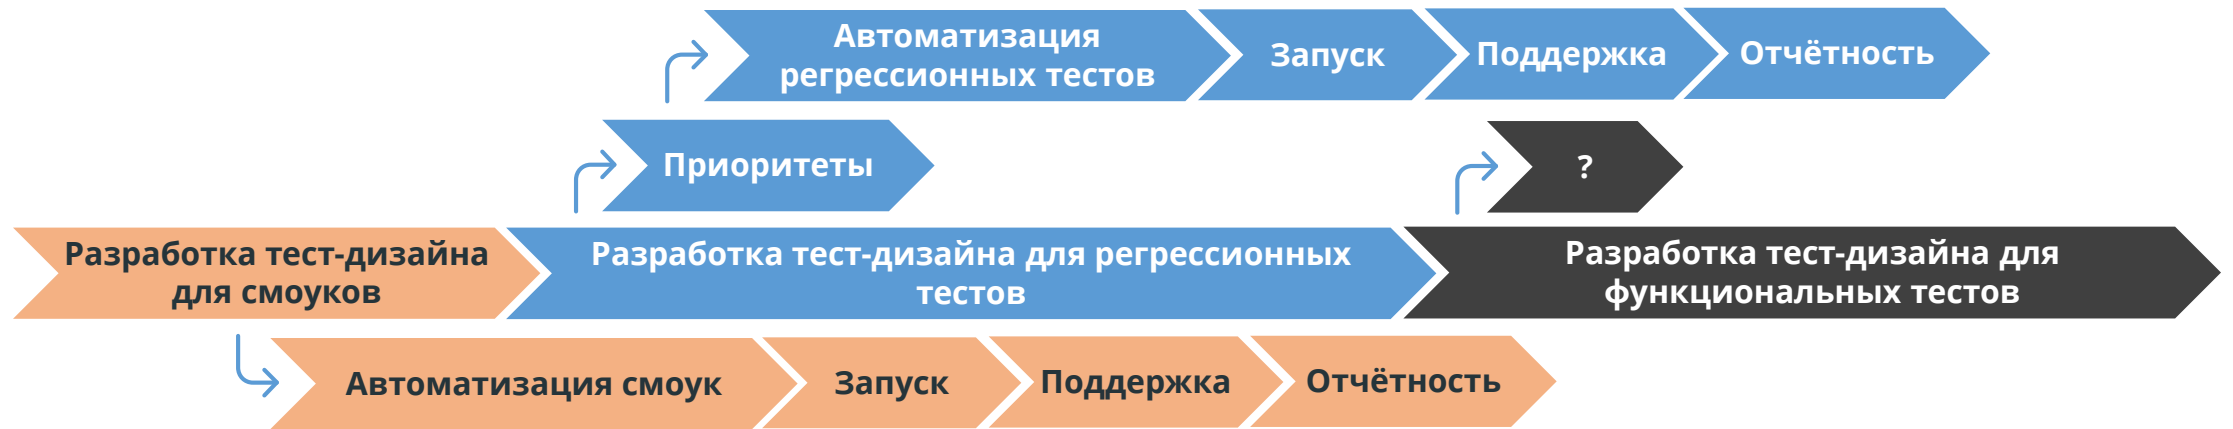 Автоматизация
регрессионных тестов
Запуск
Поддержка
Отчётность
Приоритеты
?
Разработка тест-дизайна
для смоуков
Разработка тест-дизайна для регрессионных
тестов
Разработка тест-дизайна для
функциональных тестов
Автоматизация смоук
Запуск
Поддержка
Отчётность